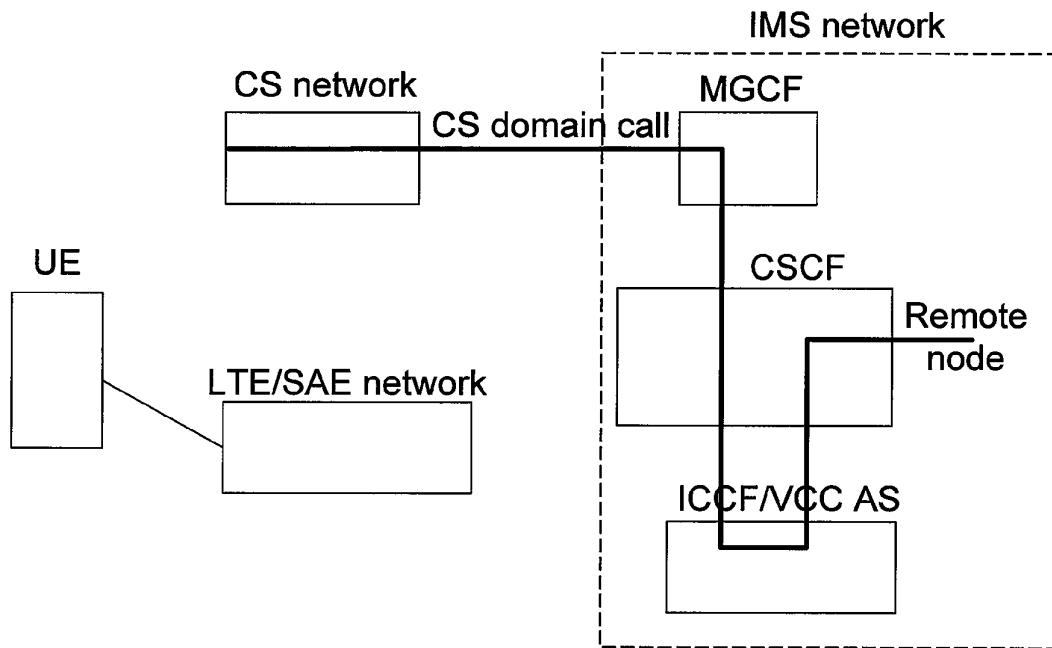 IMS network
CS network
MGCF
CS domain call
UE
CSCF
Remote
node
LTE/SAE network
ICCF/VCC AS